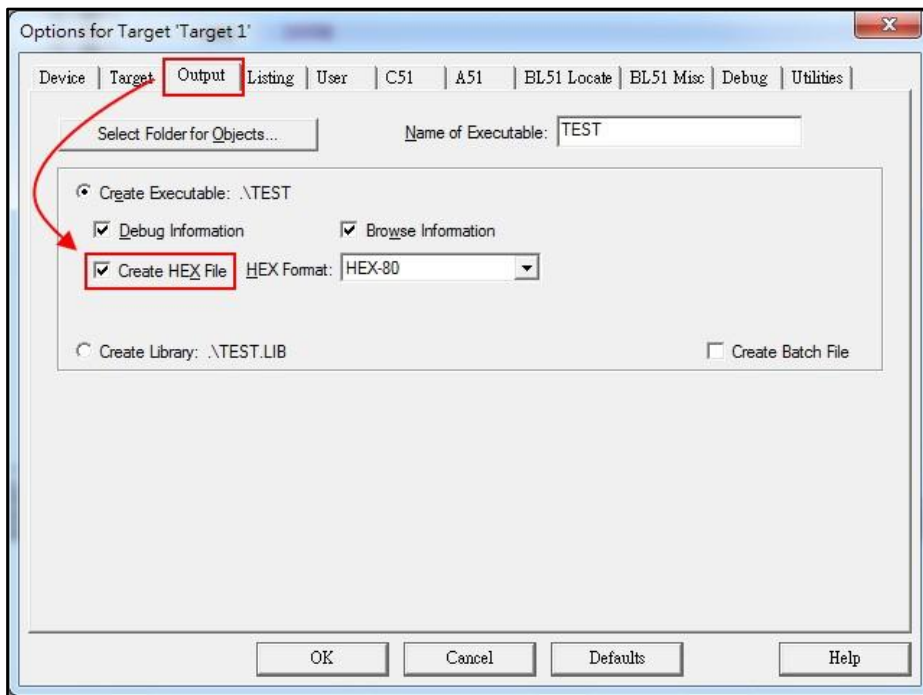 Options for Target 'Target 1'
Device Target Output Listing User C51 A51 BL51 Locate BL51 Misc Debug Utilities
Select Folder for Objects... Name of Executable: TEST
Create Executable: .\TEST
Debug Information Browse Information
Create HEX File HEX Format: HEX-80
Create Library: .\TEST.LIB Create Batch File
OK Cancel Defaults Help